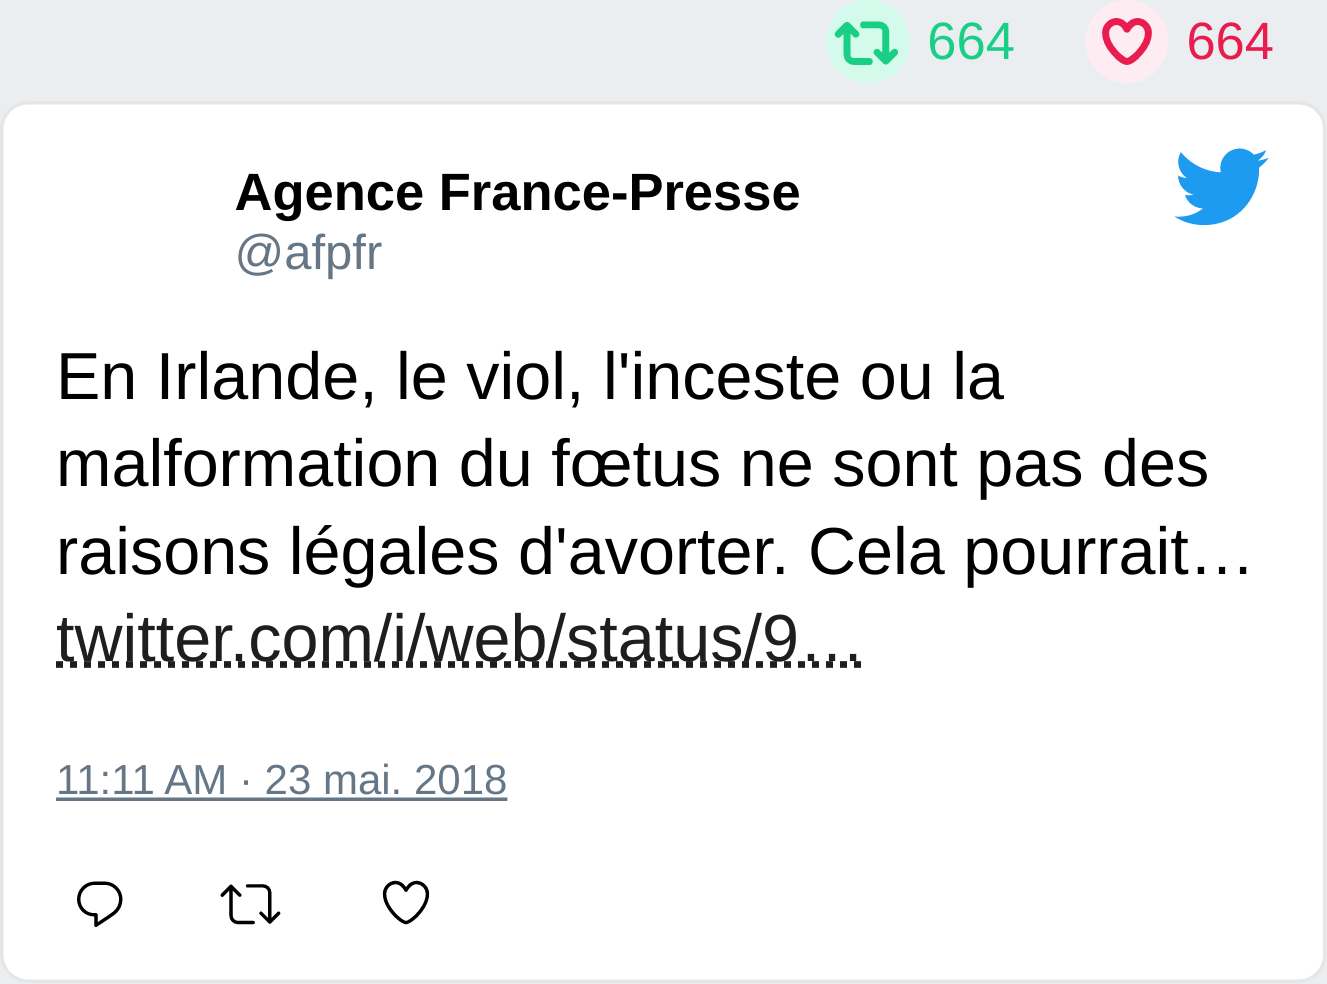 664 664
Agence France-Presse
@afpfr
En Irlande, le viol, l'inceste ou la
malformation du fœtus ne sont pas des
raisons légales d'avorter. Cela pourrait…
twitter.com/i/web/status/9…
11:11 AM · 23 mai. 2018